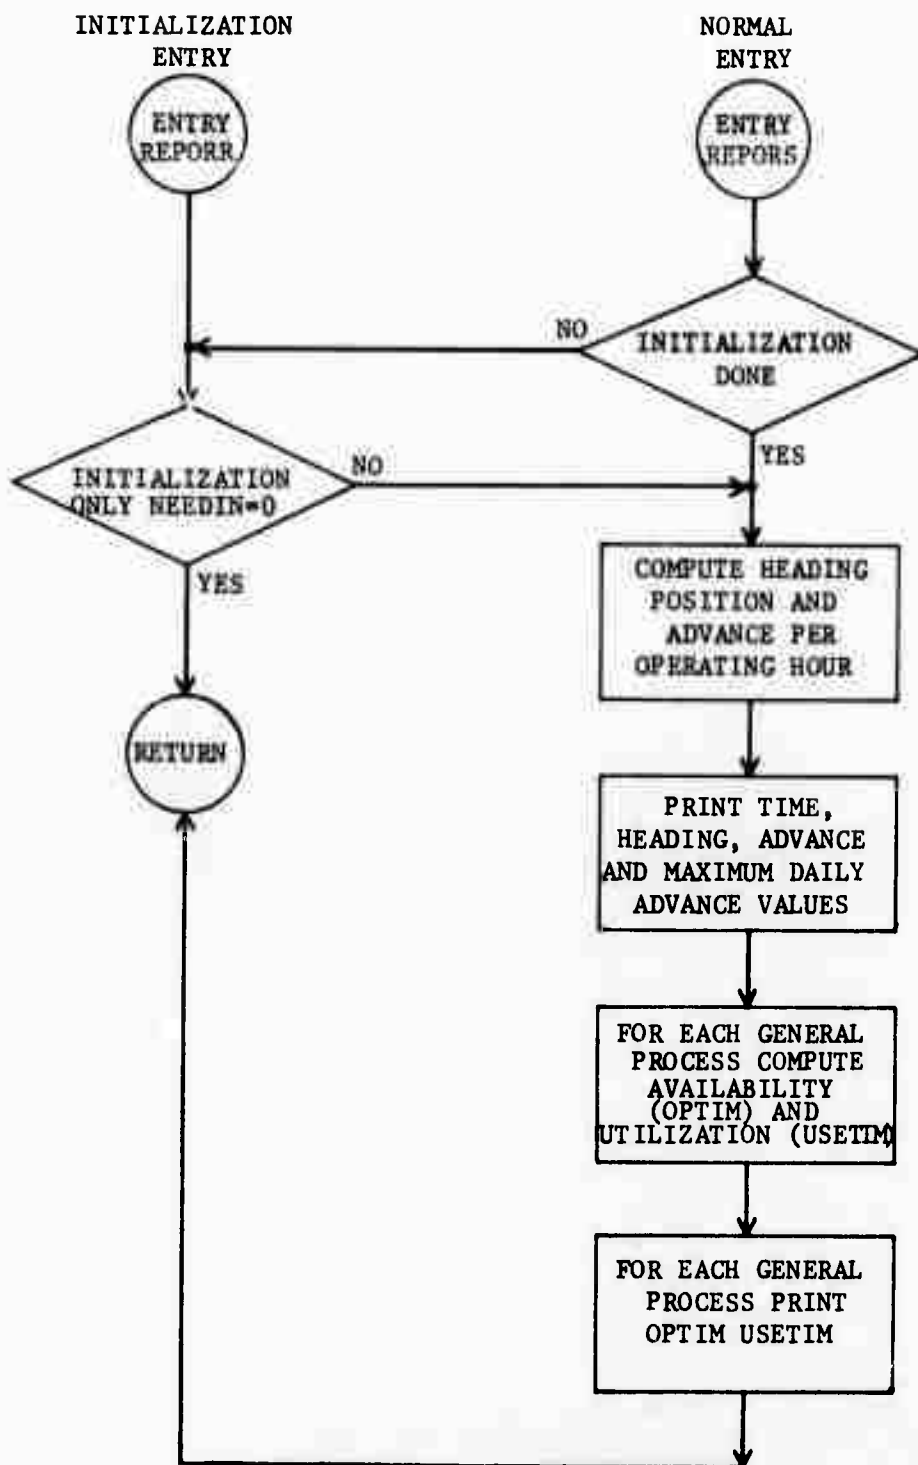 INITIALIZATION
ENTRY
NORMAL
ENTRY
ENTRY
REPORR
ENTRY
REPORS
NO
INITIALIZATION
DONE
YES
INITIALIZATION
ONLY NEEDIN=0
NO
YES
RETURN
COMPUTE HEADING
POSITION AND
ADVANCE PER
OPERATING HOUR
PRINT TIME,
HEADING, ADVANCE
AND MAXIMUM DAILY
ADVANCE VALUES
FOR EACH GENERAL
PROCESS COMPUTE
AVAILABILITY
(OPTIM) AND
UTILIZATION (USETIM)
FOR EACH GENERAL
PROCESS PRINT
OPTIM USETIM